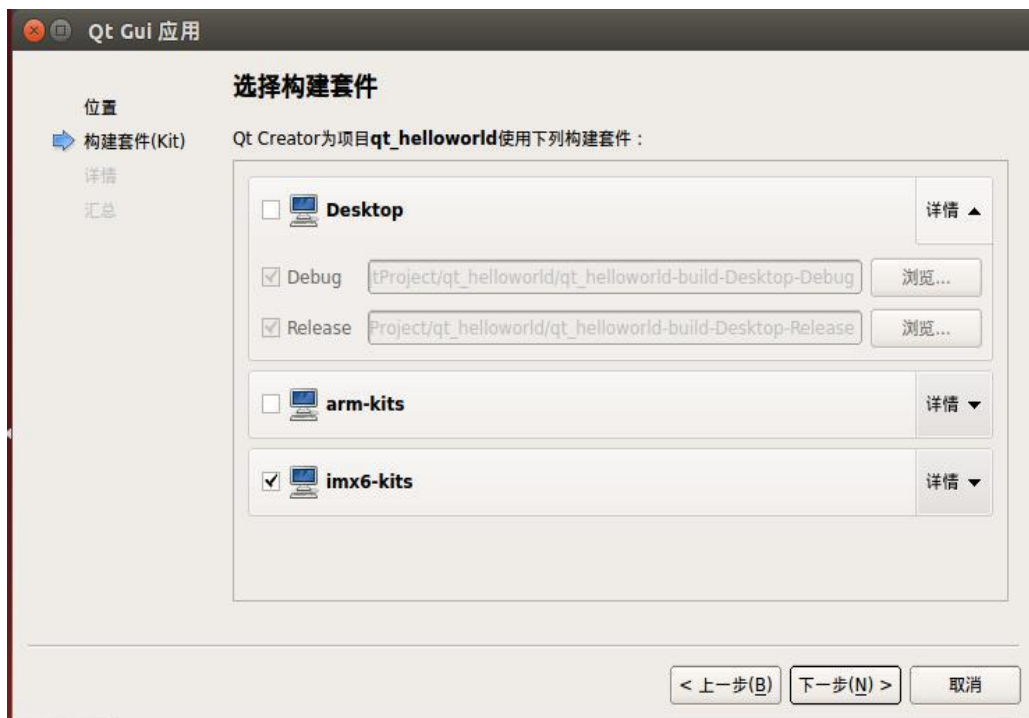 Qt Gui 应用
位置
构建套件(Kit)
详情
汇总
选择构建套件
Qt Creator为项目qt_helloworld使用下列构建套件：
Desktop
详情
Debug
tProject/qt_helloworld/qt_helloworld-build-Desktop-Debug
浏览...
Release
Project/qt_helloworld/qt_helloworld-build-Desktop-Release
浏览...
arm-kits
详情
imx6-kits
详情
< 上一步(B)
下一步(N) >
取消